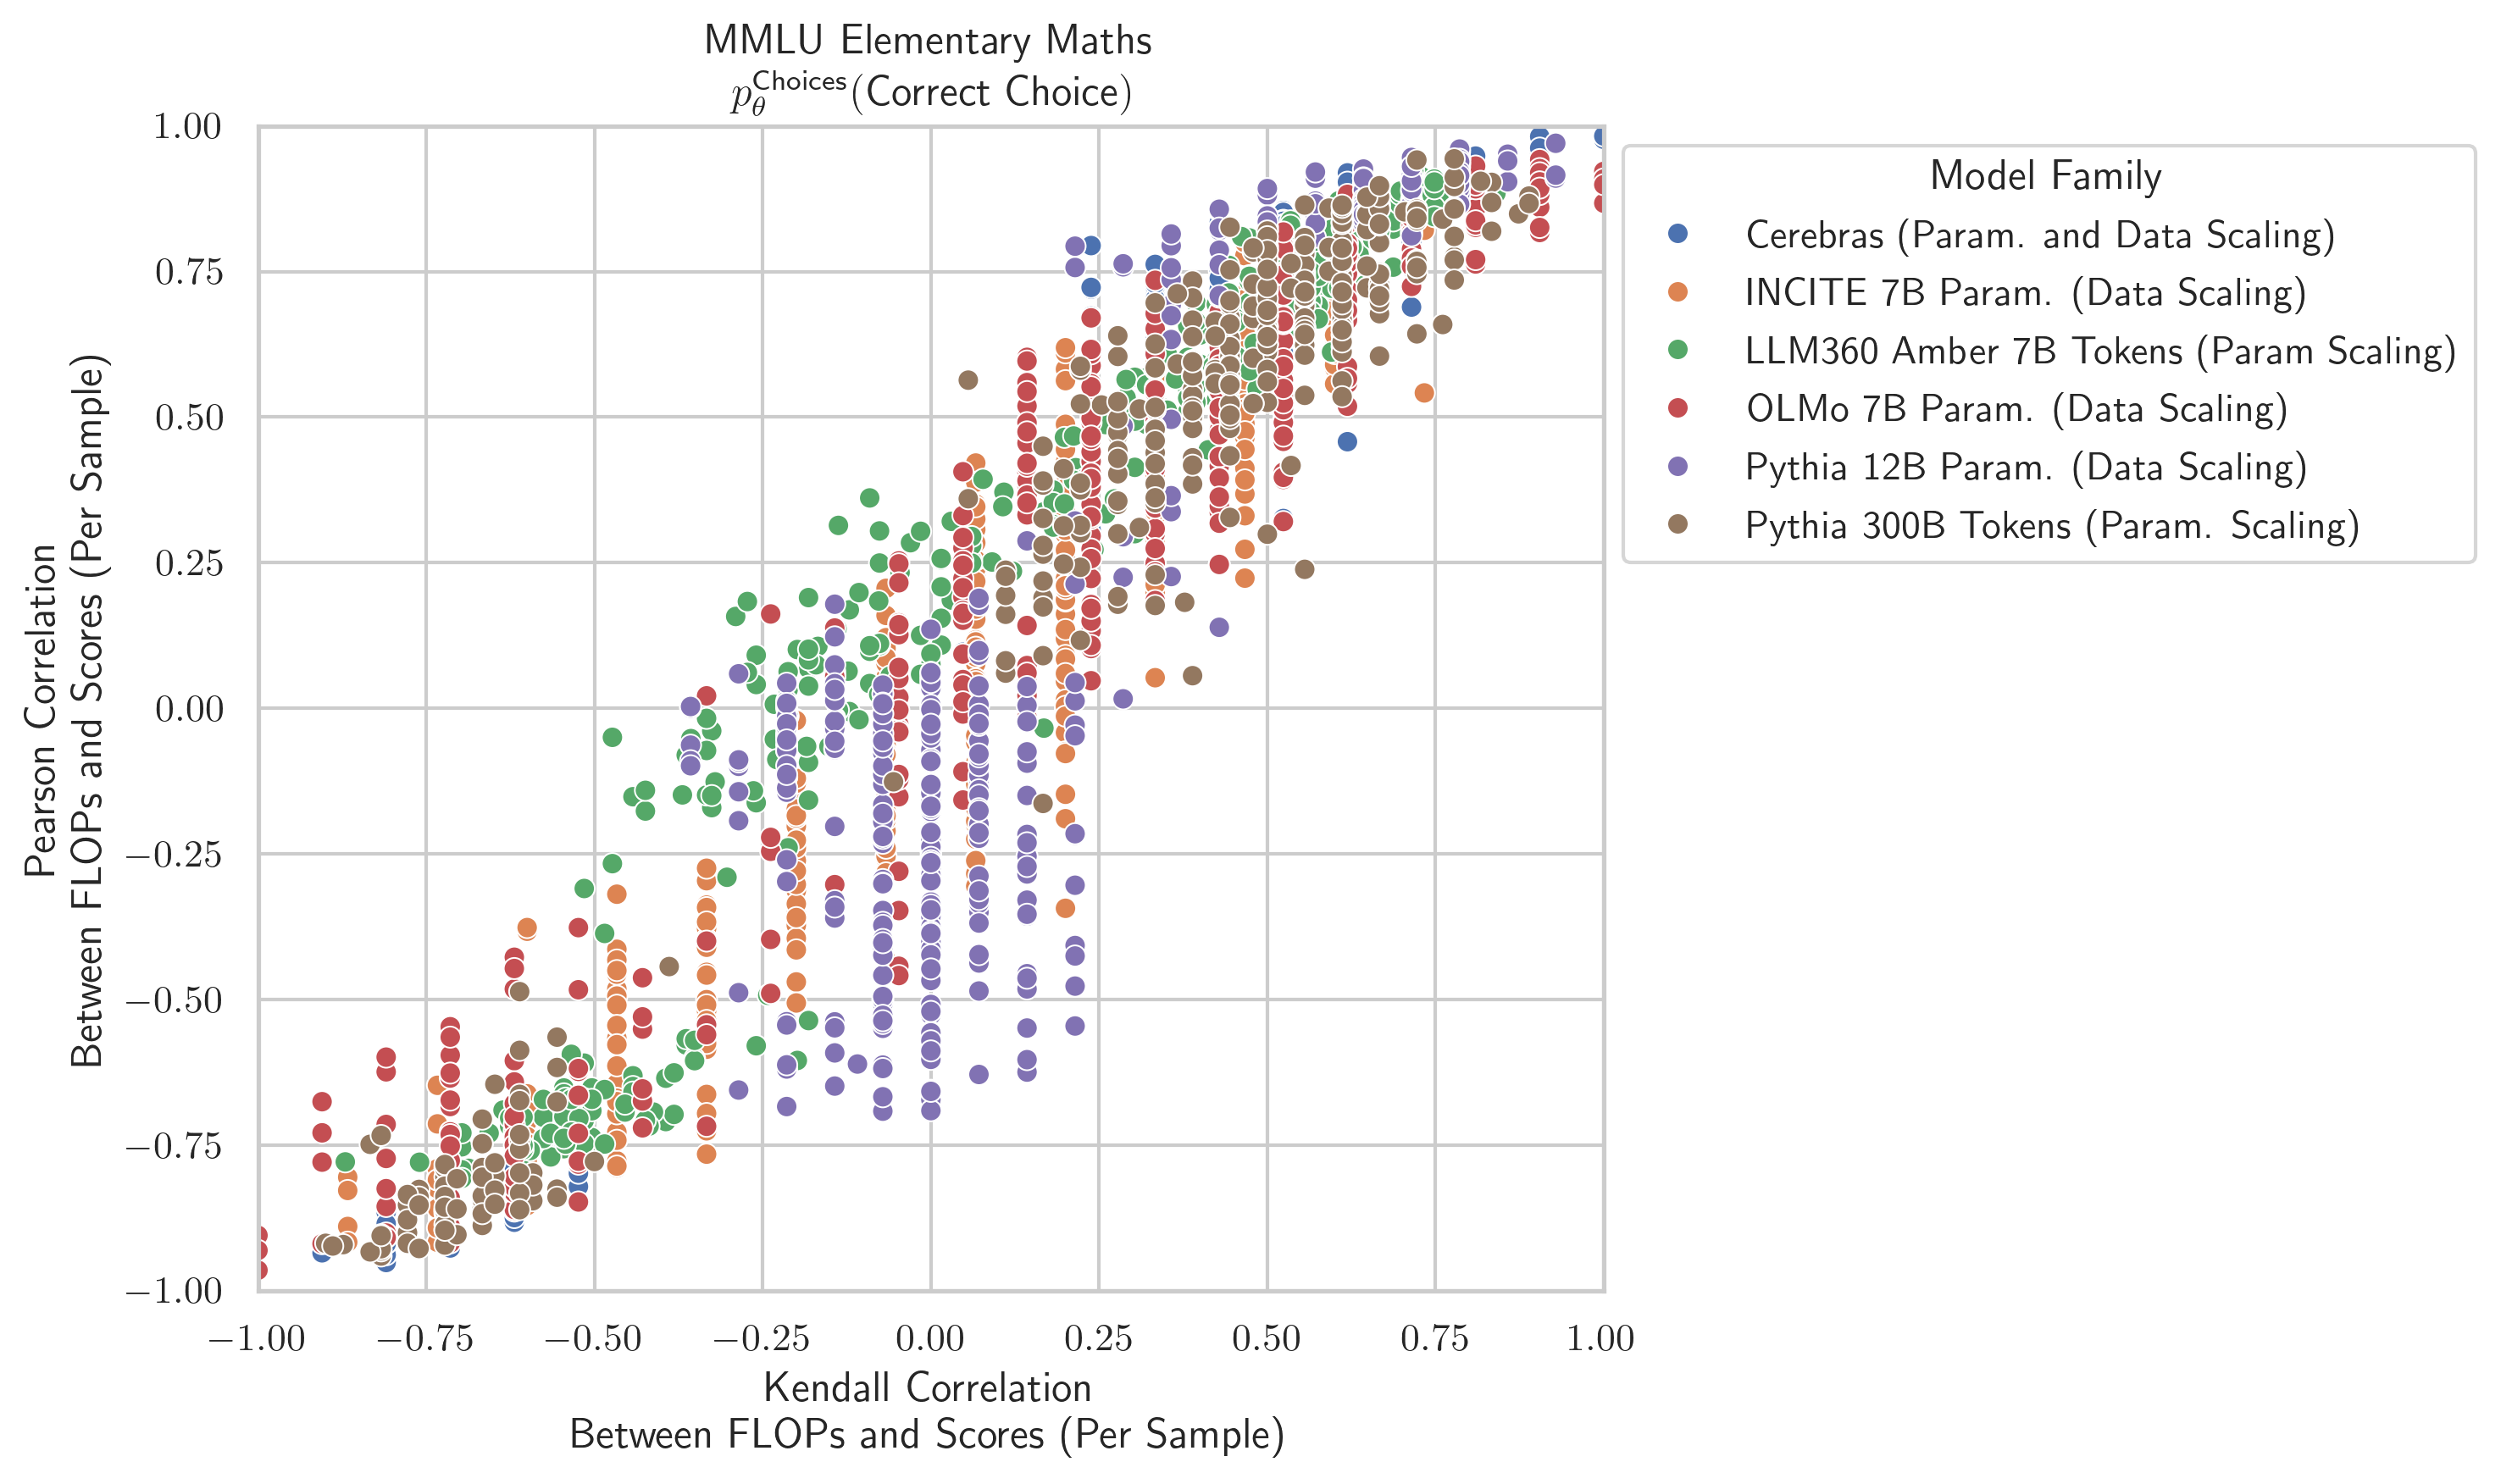 MMLU Elementary Maths
p_θ^Choices(Correct Choice)
1.00
0.75
0.50
0.25
0.00
−0.25
−0.50
−0.75
−1.00
Pearson Correlation
Between FLOPs and Scores (Per Sample)
−1.00 −0.75 −0.50 −0.25 0.00 0.25 0.50 0.75 1.00
Kendall Correlation
Between FLOPs and Scores (Per Sample)
Model Family
Cerebras (Param. and Data Scaling)
INCITE 7B Param. (Data Scaling)
LLM360 Amber 7B Tokens (Param Scaling)
OLMo 7B Param. (Data Scaling)
Pythia 12B Param. (Data Scaling)
Pythia 300B Tokens (Param. Scaling)